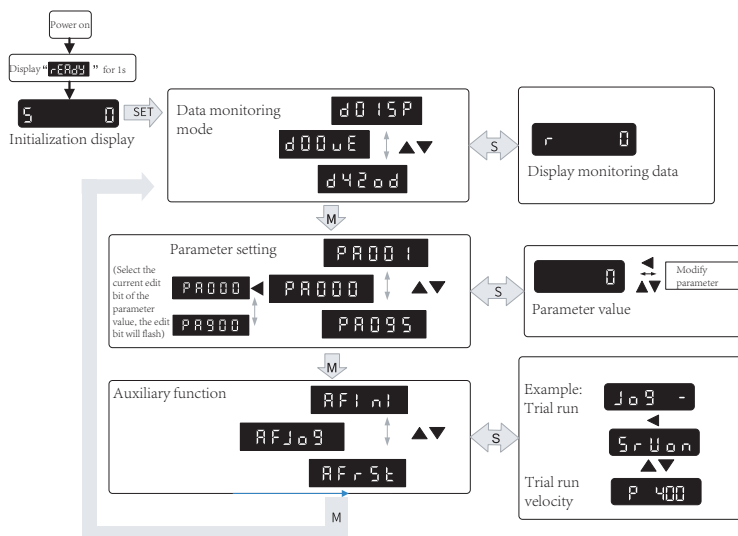 Power on
Display “rEAdY ” for 1s
S 0
SET
Initialization display
Data monitoring
mode
d01SP
d00uE
d42od
S
r 0
Display monitoring data
M
Parameter setting
(Select the
current edit
bit of the
parameter
value, the edit
bit will flash)
PA001
PA000
PA000
PA900
PA095
S
0
Modify
parameter
Parameter value
M
Auxiliary function
AFInI
AFJog
AFrSt
S
Example:
Trial run
Jog -
SrUon
Trial run
velocity
P 400
M